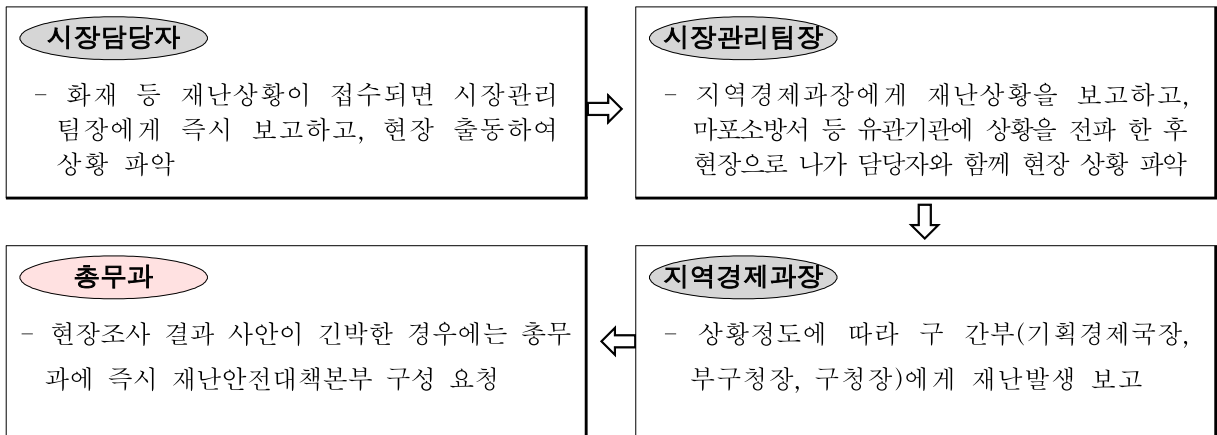 시장담당자
- 화재 등 재난상황이 접수되면 시장관리
팀장에게 즉시 보고하고, 현장 출동하여
상황 파악
시장관리팀장
- 지역경제과장에게 재난상황을 보고하고,
마포소방서 등 유관기관에 상황을 전파 한 후
현장으로 나가 담당자와 함께 현장 상황 파악
지역경제과장
- 상황정도에 따라 구 간부(기획경제국장,
부구청장, 구청장)에게 재난발생 보고
총무과
- 현장조사 결과 사안이 긴박한 경우에는 총무
과에 즉시 재난안전대책본부 구성 요청